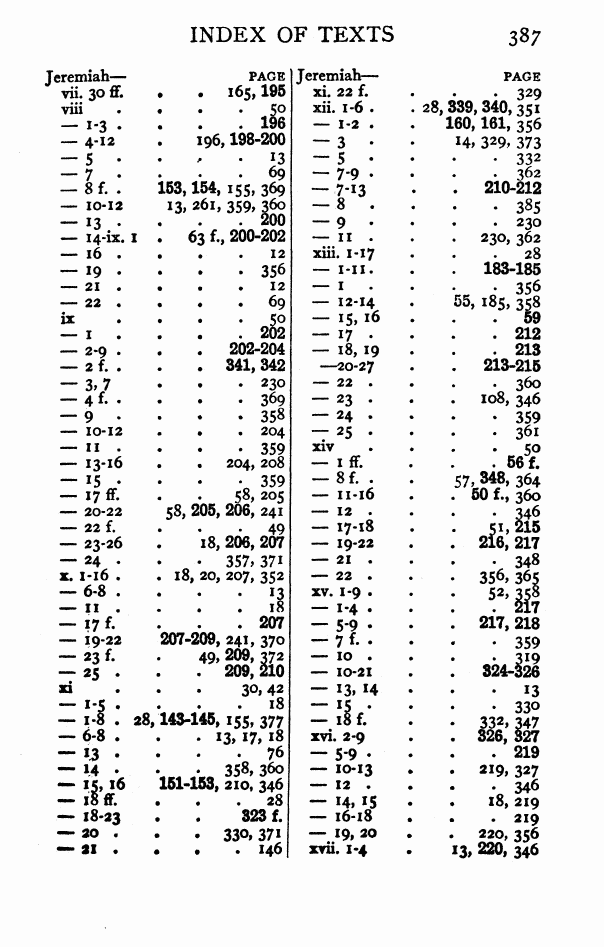 INDEX OF TEXTS 387
Jeremiah— PAGE
vii. 30 ff. . . 165, 195
viii . . . . 50
— 1-3 . . . . 196
— 4-12 . 196, 198-200
— 5 . . . . 13
— 7 . . . . 69
— 8 f. . 153, 154, 155, 369
— 10-12 13, 261, 359, 360
— 13 . . . . 200
— 14-ix. 1 . 63 f., 200-202
— 16 . . . . 12
— 19 . . . . 356
— 21 . . . . 12
— 22 . . . . 69
ix . . . . 50
— 1 . . . . 202
— 2-9 . . . 202-204
— 2 f. . . . 341, 342
— 3, 7 . . . 230
— 4 f. . . . . 369
— 9 . . . . 358
— 10-12 . . . 204
— 11 . . . . 359
— 13-16 . . 204, 208
— 15 . . . . 359
— 17 ff. . . 58, 205
— 20-22 58, 205, 206, 241
— 22 f. . . . 49
— 23-26 . 18, 206, 207
— 24 . . . 357, 371
x. 1-16 . . 18, 20, 207, 352
— 6-8 . . . . 13
— 11 . . . . 18
— 17 f. . . . 207
— 19-22 207-209, 241, 370
— 23 f. . 49, 209, 372
— 25 . . . 209, 210
xi . . . 30, 42
— 1-5 . . . . 18
— 1-8 . 28, 143-145, 155, 377
— 6-8 . . . 13, 17, 18
— 13 . . . . 76
— 14 . . . 358, 360
— 15, 16 151-153, 210, 346
— 18 ff. . . . 28
— 18-23 . . 323 f.
— 20 . . . 330, 371
— 21 . . . . 146
Jeremiah— PAGE
xi. 22 f. . . . 329
xii. 1-6 . . 28, 339, 340, 351
— 1-2 . . 160, 161, 356
— 3 . . 14, 329, 373
— 5 . . . . 332
— 7-9 . . . . 362
— 7-13 . . 210-212
— 8 . . . . 385
— 9 . . . . 230
— 11 . . . 230, 362
xiii. 1-17 . . . 28
— 1-11. . . 183-185
— 1 . . . . 356
— 12-14 . 55, 185, 358
— 15, 16 . . . 59
— 17 . . . . 212
— 18, 19 . . . 213
—20-27 . . 213-215
— 22 . . . . 360
— 23 . . . 108, 346
— 24 . . . . 359
— 25 . . . . 361
xiv . . . . 50
— 1 ff. . . . 56 f.
— 8 f. . . 57, 348, 364
— 11-16 . . 50 f., 360
— 12 . . . . 346
— 17-18 . . 51, 215
— 19-22 . . 216, 217
— 21 . . . . 348
— 22 . . . 356, 365
xv. 1-9 . . . 52, 358
— 1-4 . . . . 217
— 5-9 . . . 217, 218
— 7 f. . . . . 359
— 10 . . . . 319
— 10-21 . . 324-326
— 13, 14 . . . 13
— 15 . . . . 330
— 18 f. . . 332, 347
xvi. 2-9 . . 326, 327
— 5-9 . . . . 219
— 10-13 . . 219, 327
— 12 . . . . 346
— 14, 15 . . 18, 219
— 16-18 . . . 219
— 19, 20 . . 220, 356
xvii. 1-4 . 13, 220, 346